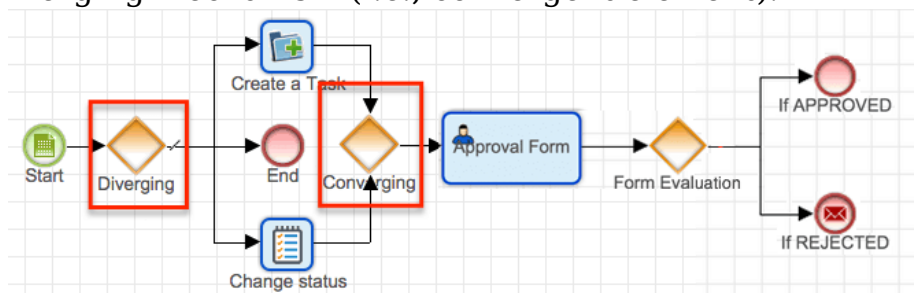 Create a Task
If APPROVED
Start
Diverging
End
Converging
Approval Form
Form Evaluation
If REJECTED
Change status